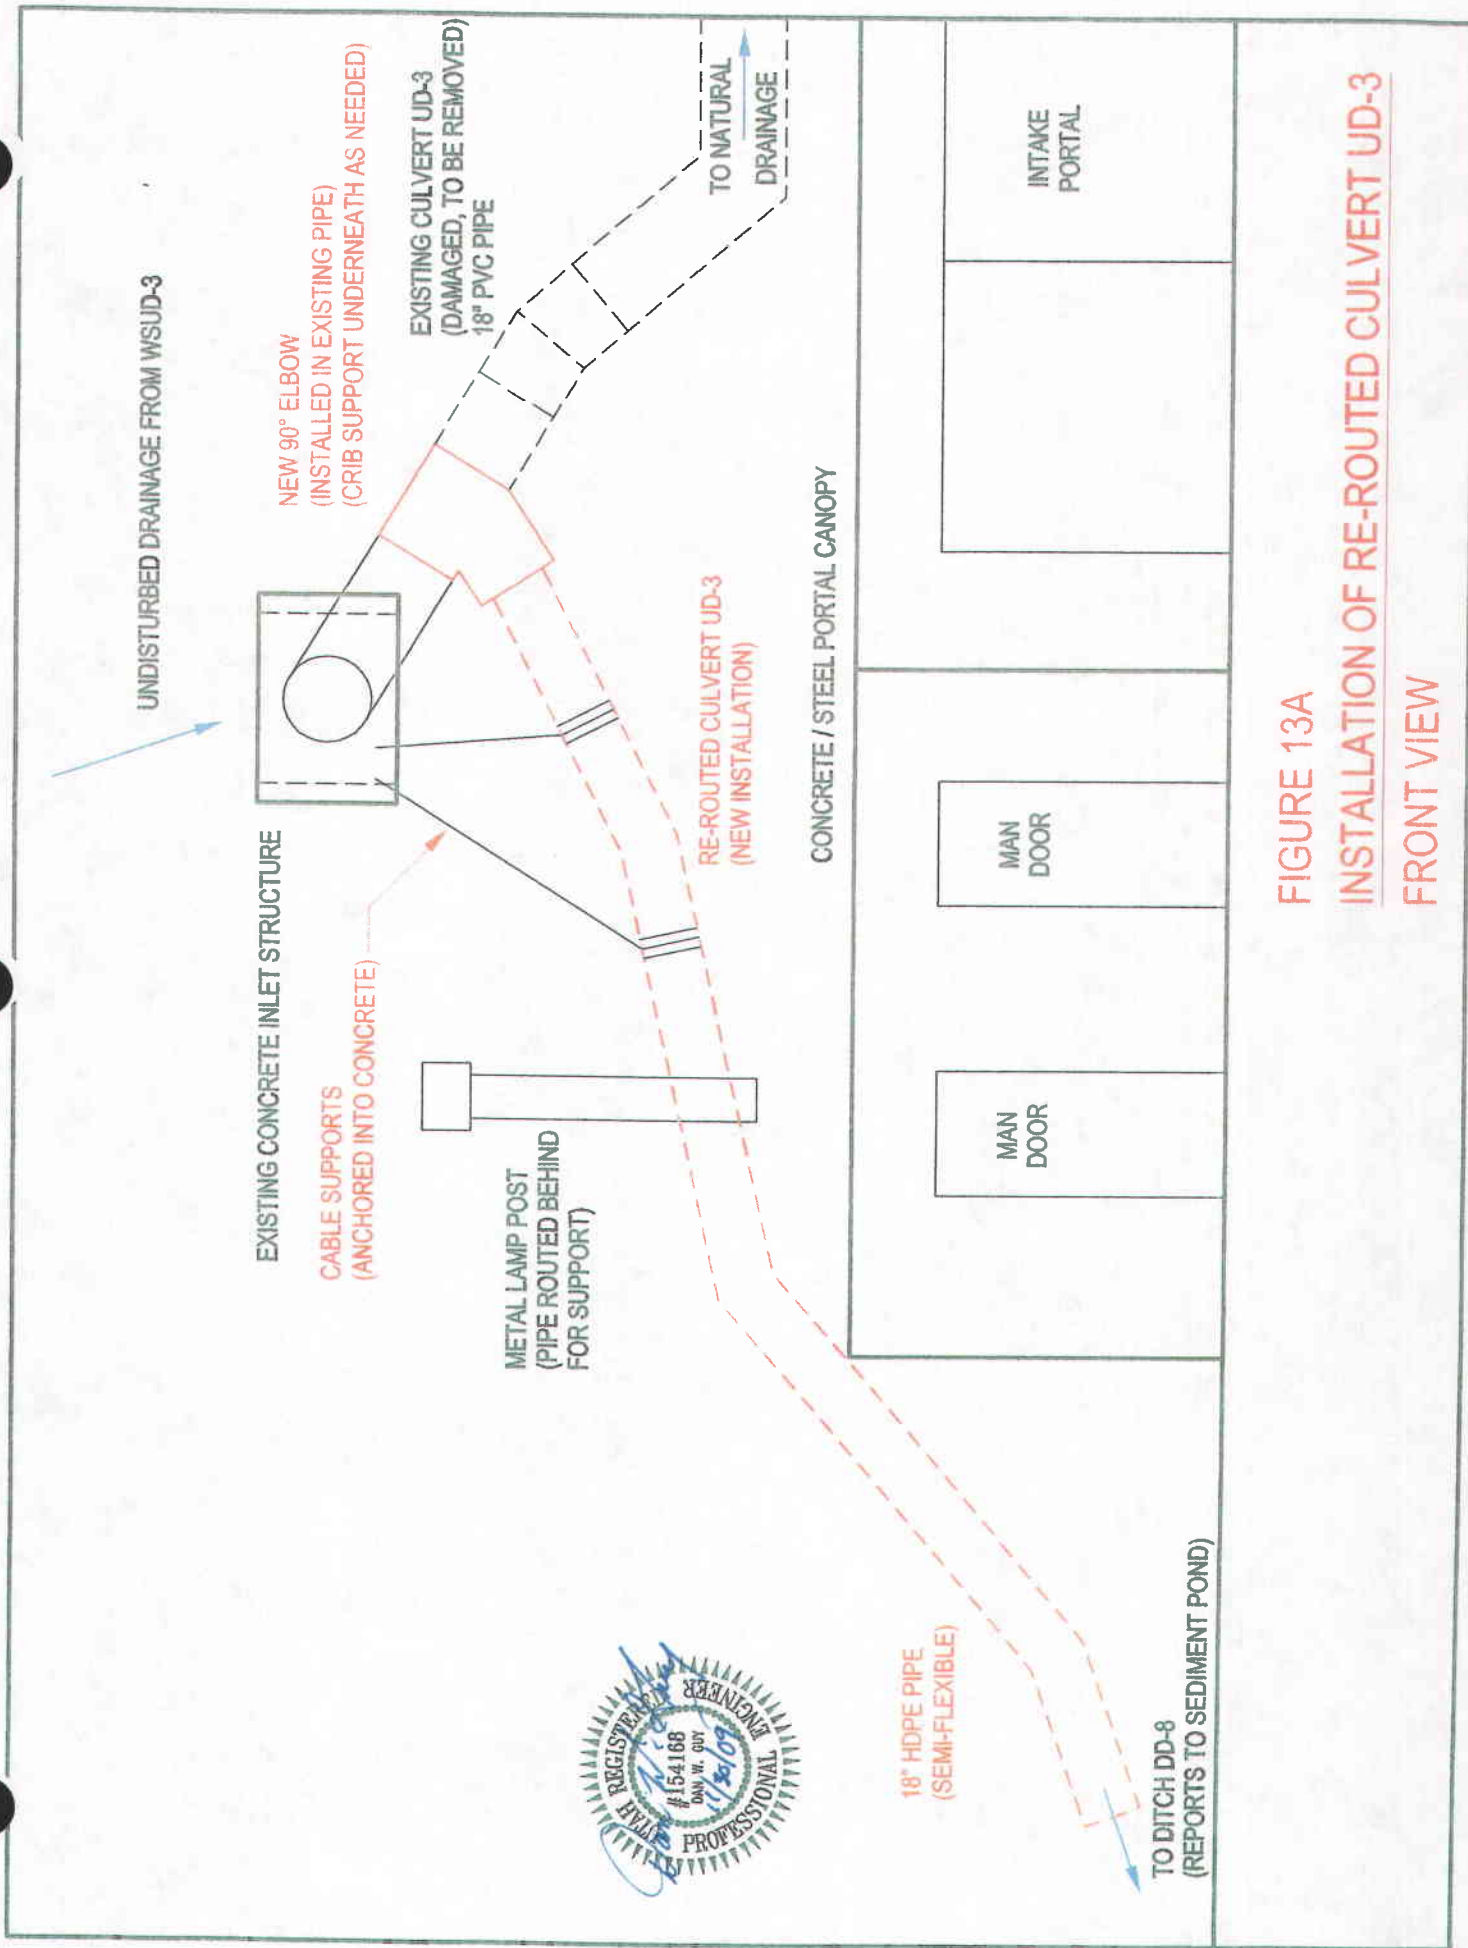 UNDISTURBED DRAINAGE FROM WSUD-3
EXISTING CONCRETE INLET STRUCTURE
NEW 90° ELBOW
(INSTALLED IN EXISTING PIPE)
(CRIB SUPPORT UNDERNEATH AS NEEDED)
CABLE SUPPORTS
(ANCHORED INTO CONCRETE)
EXISTING CULVERT UD-3
(DAMAGED, TO BE REMOVED)
18" PVC PIPE
METAL LAMP POST
(PIPE ROUTED BEHIND
FOR SUPPORT)
TO NATURAL
DRAINAGE
RE-ROUTED CULVERT UD-3
(NEW INSTALLATION)
CONCRETE / STEEL PORTAL CANOPY
UTAH REGISTERED
PROFESSIONAL ENGINEER
#154168
DAN W. GUY
11/30/09
18" HDPE PIPE
(SEMI-FLEXIBLE)
MAN
DOOR
MAN
DOOR
INTAKE
PORTAL
TO DITCH DD-8
(REPORTS TO SEDIMENT POND)
FIGURE 13A
INSTALLATION OF RE-ROUTED CULVERT UD-3
FRONT VIEW